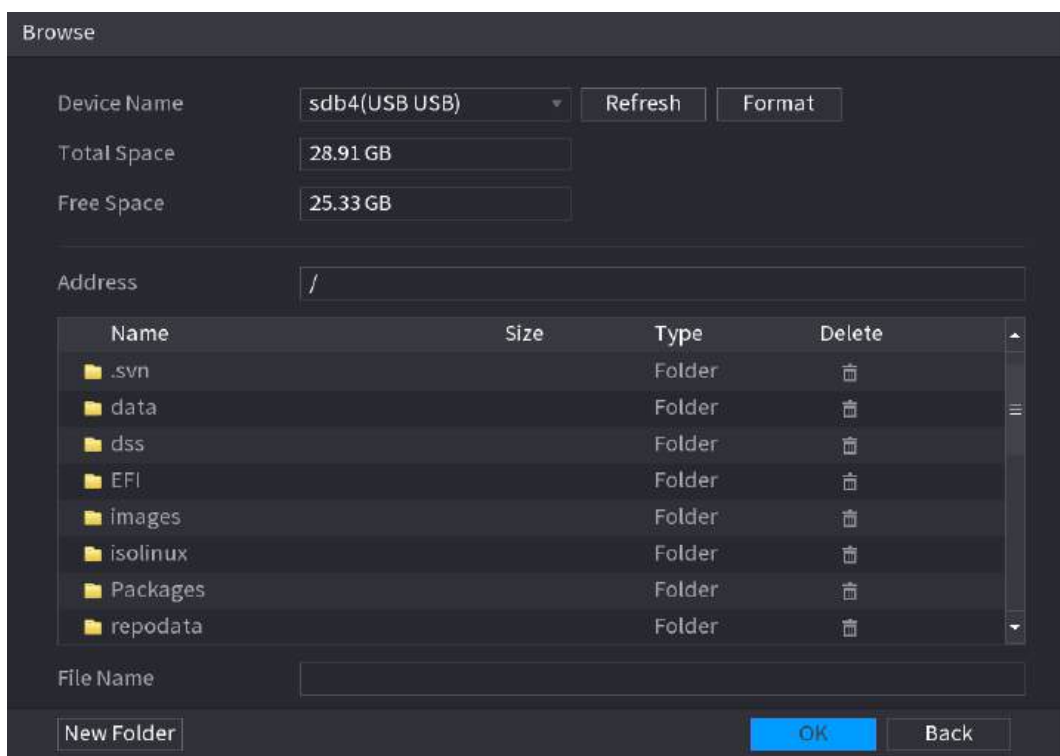 Browse
Device Name sdb4(USB USB) Refresh Format
Total Space 28.91 GB
Free Space 25.33 GB
Address /
Name Size Type Delete
.svn Folder
data Folder
dss Folder
EFI Folder
images Folder
isolinux Folder
Packages Folder
repodata Folder
File Name
New Folder OK Back